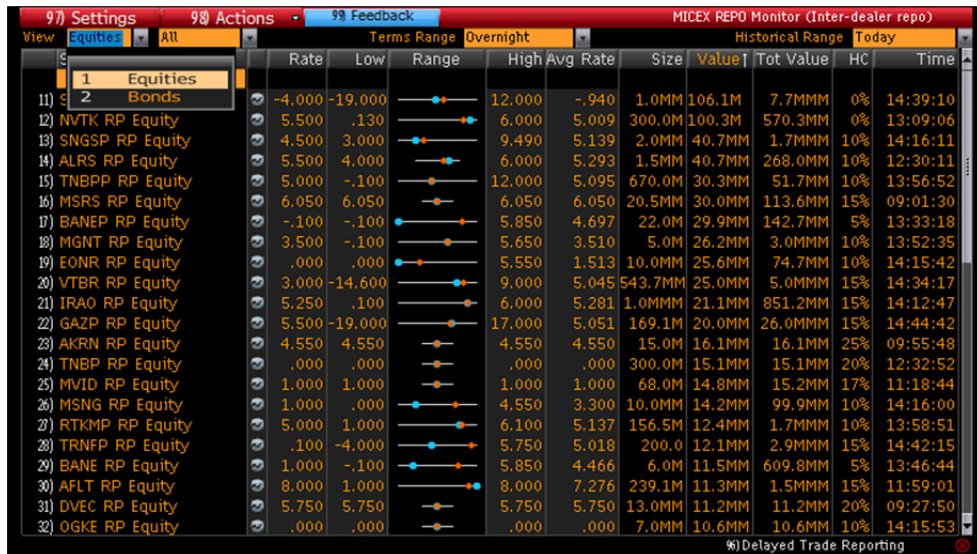 97) Settings 98) Actions 99) Feedback MICEX REPO Monitor (Inter-dealer repo)
View Equities All Terms Range Overnight Historical Range Today
S Rate Low Range High Avg Rate Size Value↑ Tot Value HC Time
1 Equities
2 Bonds
11) S -4.000 -19.000 12.000 -.940 1.0MM 106.1M 7.7MMM 0% 14:39:10
12) NVTK RP Equity 5.500 .130 6.000 5.009 300.0M 100.3M 570.3MM 0% 13:09:06
13) SNGSP RP Equity 4.500 3.000 9.490 5.139 2.0MM 40.7MM 1.7MMM 10% 14:16:11
14) ALRS RP Equity 5.500 4.000 6.000 5.293 1.5MM 40.7MM 268.0MM 10% 12:30:11
15) TNBPP RP Equity 5.000 -.100 12.000 5.095 670.0M 30.3MM 51.7MM 10% 13:56:52
16) MSRS RP Equity 6.050 6.050 6.050 6.050 20.5MM 30.0MM 113.6MM 15% 09:01:30
17) BANEP RP Equity -.100 -.100 5.850 4.697 22.0M 29.9MM 142.7MM 5% 13:33:18
18) MGNT RP Equity 3.500 -.100 5.650 3.510 5.0M 26.2MM 3.0MMM 10% 13:52:35
19) EONR RP Equity .000 .000 5.550 1.513 10.0MM 25.6MM 74.7MM 10% 14:15:42
20) VTBR RP Equity 3.000 -14.600 9.000 5.045 543.7MM 25.0MM 5.0MMM 15% 14:34:17
21) IRAO RP Equity 5.250 .100 6.000 5.281 1.0MMM 21.1MM 851.2MM 15% 14:12:47
22) GAZP RP Equity 5.500 -19.000 17.000 5.051 169.1M 20.0MM 26.0MMM 15% 14:44:42
23) AKRN RP Equity 4.550 4.550 4.550 4.550 15.0M 16.1MM 16.1MM 25% 09:55:48
24) TNBP RP Equity .000 .000 .000 .000 300.0M 15.1MM 15.1MM 20% 12:32:52
25) MVID RP Equity 1.000 1.000 1.000 1.000 68.0M 14.8MM 15.2MM 17% 11:18:44
26) MSNG RP Equity 1.000 .000 4.550 3.300 10.0MM 14.2MM 99.9MM 10% 14:16:00
27) RTKMP RP Equity 5.000 1.000 6.100 5.137 156.5M 12.4MM 1.7MMM 10% 13:58:51
28) TRNFP RP Equity .100 -4.000 5.750 5.018 200.0 12.1MM 2.9MMM 15% 14:42:15
29) BANE RP Equity 1.000 -.100 5.850 4.466 6.0M 11.5MM 609.8MM 5% 13:46:44
30) AFLT RP Equity 8.000 1.000 8.000 7.276 239.1M 11.3MM 1.5MMM 15% 11:59:01
31) DVEC RP Equity 5.750 5.750 5.750 5.750 13.0MM 11.2MM 11.2MM 20% 09:27:50
32) OGKE RP Equity .000 .000 .000 .000 7.0MM 10.6MM 10.6MM 10% 14:15:53
96) Delayed Trade Reporting